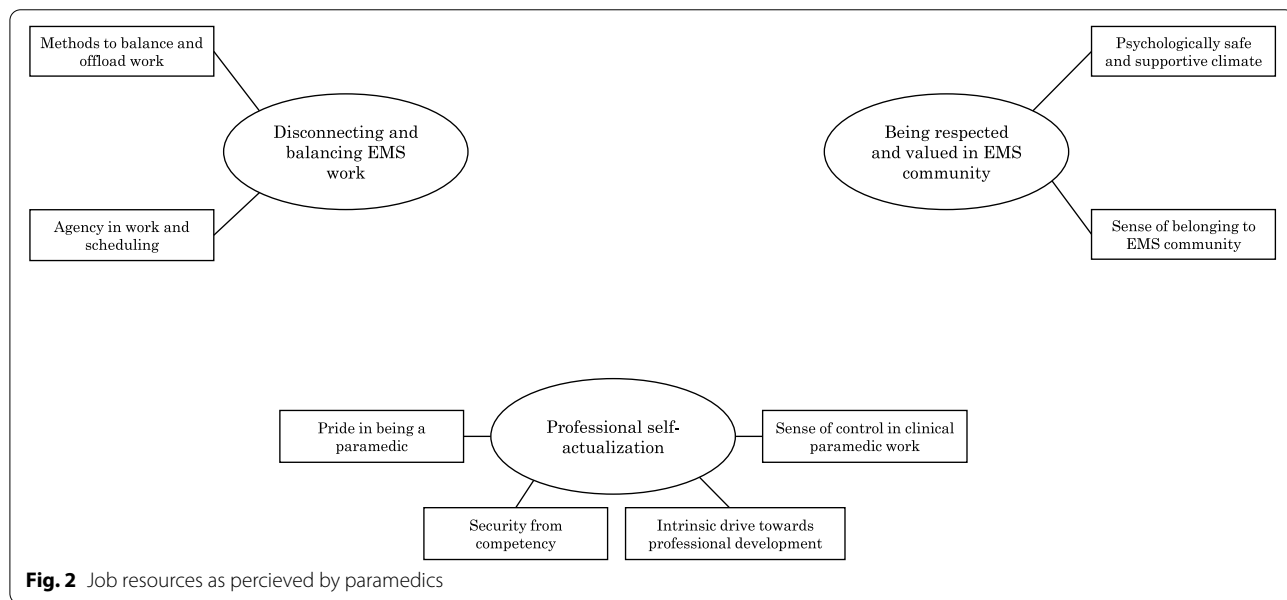 Methods to balance and
offload work
Disconnecting and
balancing EMS
work
Agency in work and
scheduling
Psychologically safe
and supportive climate
Being respected
and valued in EMS
community
Sense of belonging to
EMS community
Pride in being a
paramedic
Professional self-
actualization
Sense of control in clinical
paramedic work
Security from
competency
Intrinsic drive towards
professional development
Fig. 2 Job resources as percieved by paramedics